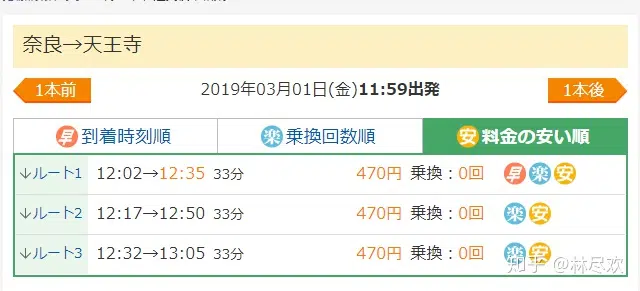 奈良→天王寺
1本前
2019年03月01日(金)11:59出発
1本後
早 到着時刻順
楽 乗換回数順
安 料金の安い順
↓ルート1 12:02→12:35 33分 470円 乗換：0回 早 楽 安
↓ルート2 12:17→12:50 33分 470円 乗換：0回 楽 安
↓ルート3 12:32→13:05 33分 470円 乗換：0回 楽 安
知乎 @林尽欢